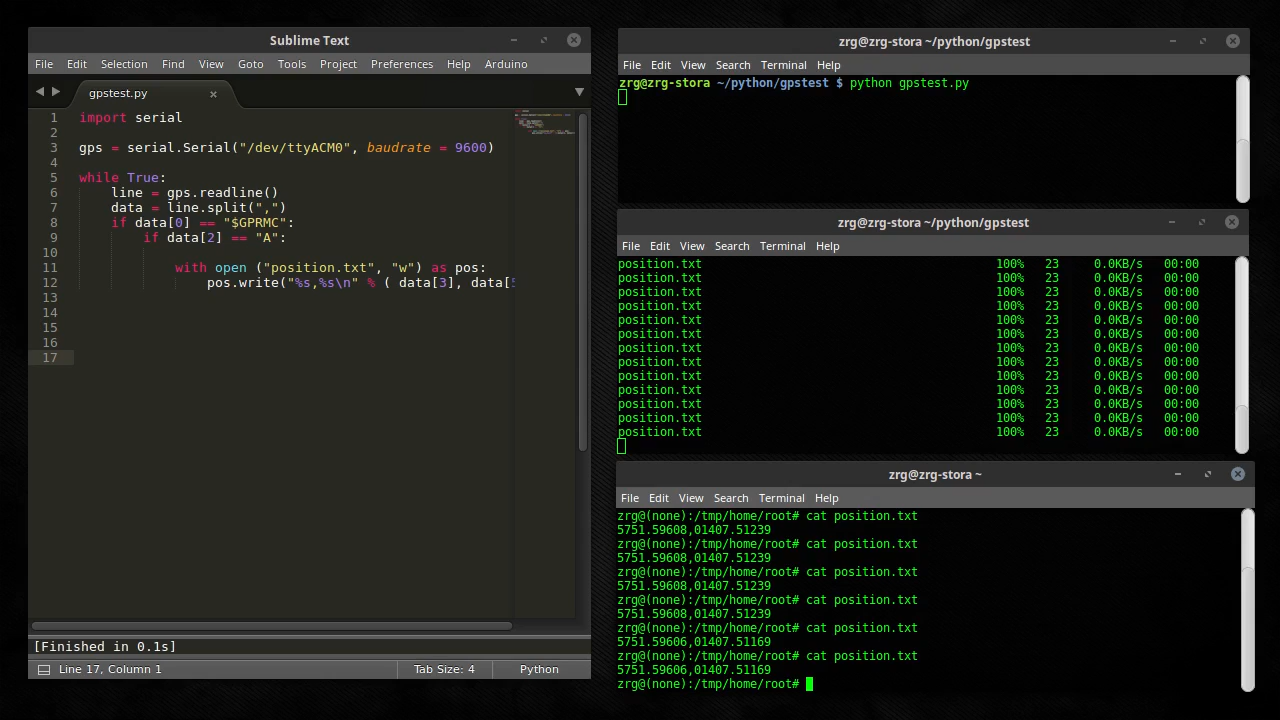 Sublime Text
File Edit Selection Find View Goto Tools Project Preferences Help Arduino
gpstest.py
1 import serial
2
3 gps = serial.Serial("/dev/ttyACM0", baudrate = 9600)
4
5 while True:
6 line = gps.readline()
7 data = line.split(",")
8 if data[0] == "$GPRMC":
9 if data[2] == "A":
10
11 with open ("position.txt", "w") as pos:
12 pos.write("%s,%s\n" % ( data[3], data[
13
14
15
16
17
[Finished in 0.1s]
Line 17, Column 1 Tab Size: 4 Python
zrg@zrg-stora ~/python/gpstest
File Edit View Search Terminal Help
zrg@zrg-stora ~/python/gpstest $ python gpstest.py
zrg@zrg-stora ~/python/gpstest
File Edit View Search Terminal Help
position.txt 100% 23 0.0KB/s 00:00
position.txt 100% 23 0.0KB/s 00:00
position.txt 100% 23 0.0KB/s 00:00
position.txt 100% 23 0.0KB/s 00:00
position.txt 100% 23 0.0KB/s 00:00
position.txt 100% 23 0.0KB/s 00:00
position.txt 100% 23 0.0KB/s 00:00
position.txt 100% 23 0.0KB/s 00:00
position.txt 100% 23 0.0KB/s 00:00
position.txt 100% 23 0.0KB/s 00:00
position.txt 100% 23 0.0KB/s 00:00
position.txt 100% 23 0.0KB/s 00:00
position.txt 100% 23 0.0KB/s 00:00
zrg@zrg-stora ~
File Edit View Search Terminal Help
zrg@(none):/tmp/home/root# cat position.txt
5751.59608,01407.51239
zrg@(none):/tmp/home/root# cat position.txt
5751.59608,01407.51239
zrg@(none):/tmp/home/root# cat position.txt
5751.59608,01407.51239
zrg@(none):/tmp/home/root# cat position.txt
5751.59608,01407.51239
zrg@(none):/tmp/home/root# cat position.txt
5751.59606,01407.51169
zrg@(none):/tmp/home/root# cat position.txt
5751.59606,01407.51169
zrg@(none):/tmp/home/root#